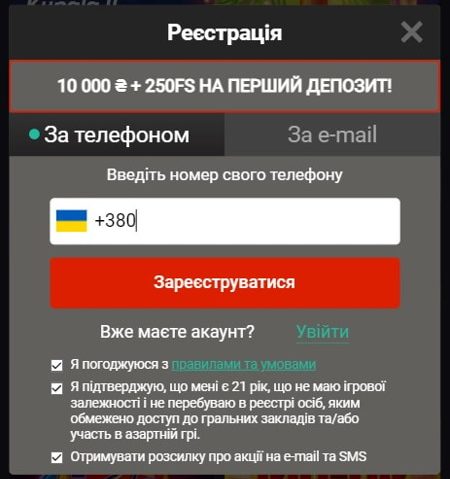 Kupala II
Реєстрація
10 000 ₴ + 250FS НА ПЕРШИЙ ДЕПОЗИТ!
За телефоном За e-mail
Введіть номер свого телефону
+380
Зареєструватися
Вже маєте акаунт? Увійти
Я погоджуюся з правилами та умовами
Я підтверджую, що мені є 21 рік, що не маю ігрової
залежності і не перебуваю в реєстрі осіб, яким
обмежено доступ до гральних закладів та/або
участь в азартній грі.
Отримувати розсилку про акції на e-mail та SMS